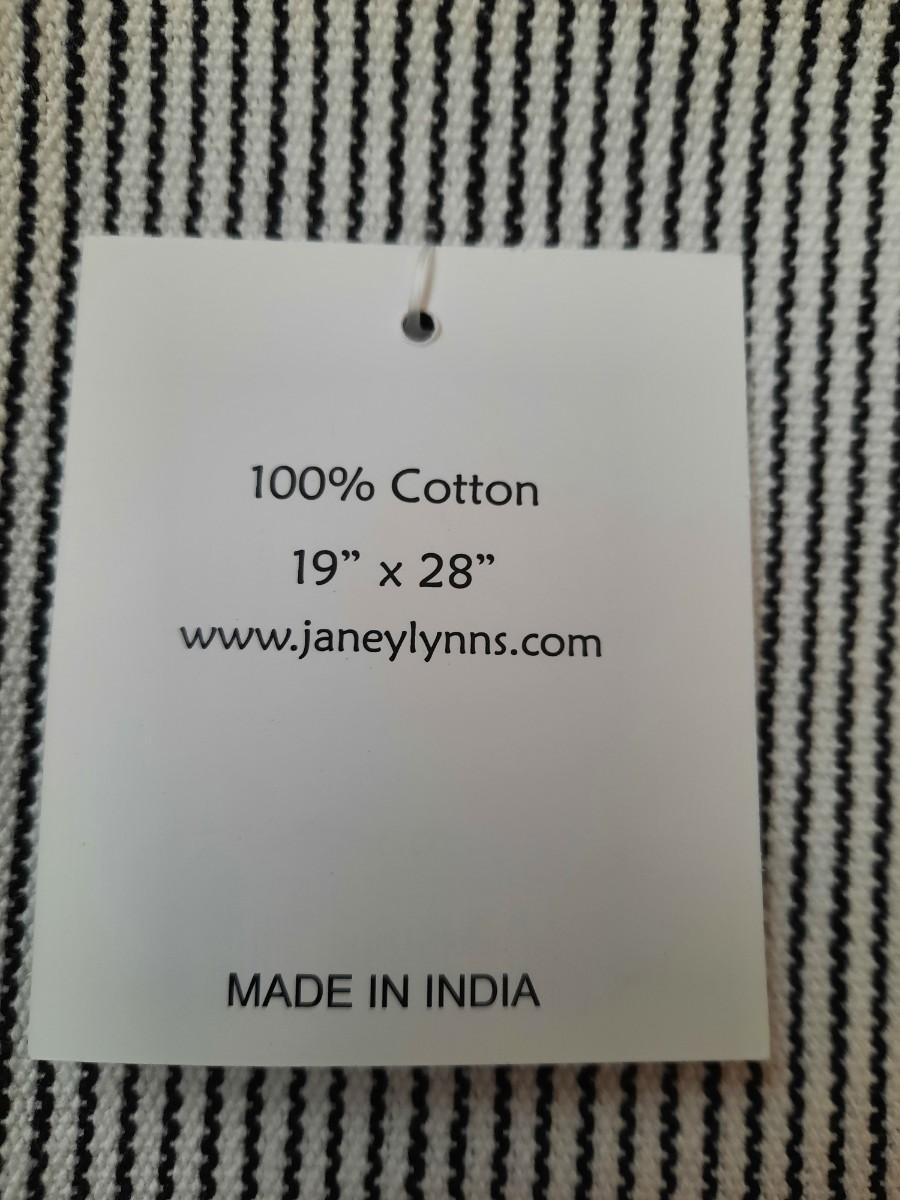 100% Cotton
19” x 28”
www.janeylynns.com
MADE IN INDIA